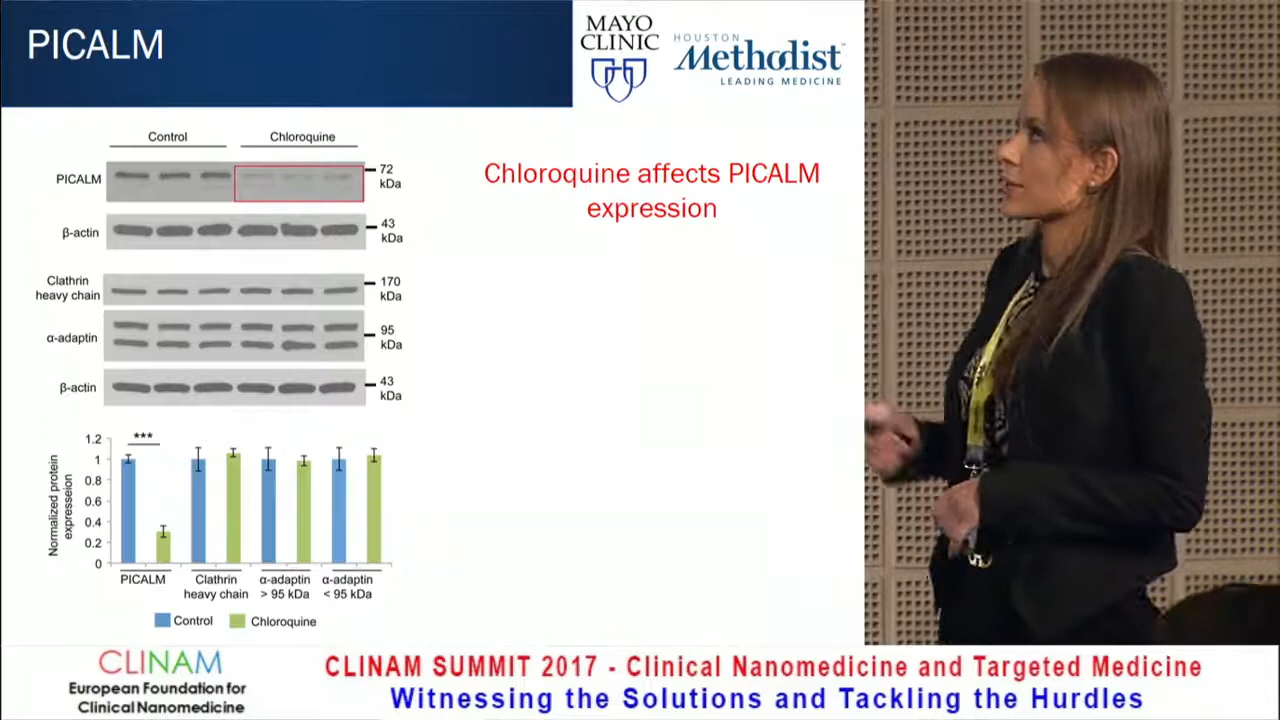 PICALM
MAYO
CLINIC
HOUSTON
Methodist
LEADING MEDICINE
Control Chloroquine
PICALM
72
kDa
β-actin
43
kDa
Clathrin
heavy chain
170
kDa
α-adaptin
95
kDa
β-actin
43
kDa
Chloroquine affects PICALM
expression
Normalized protein
expresseion
1.2
1
0.8
0.6
0.4
0.2
0
***
PICALM
Clathrin
heavy chain
α-adaptin
> 95 kDa
α-adaptin
< 95 kDa
Control Chloroquine
CLINAM
European Foundation for
Clinical Nanomedicine
CLINAM SUMMIT 2017 - Clinical Nanomedicine and Targeted Medicine
Witnessing the Solutions and Tackling the Hurdles